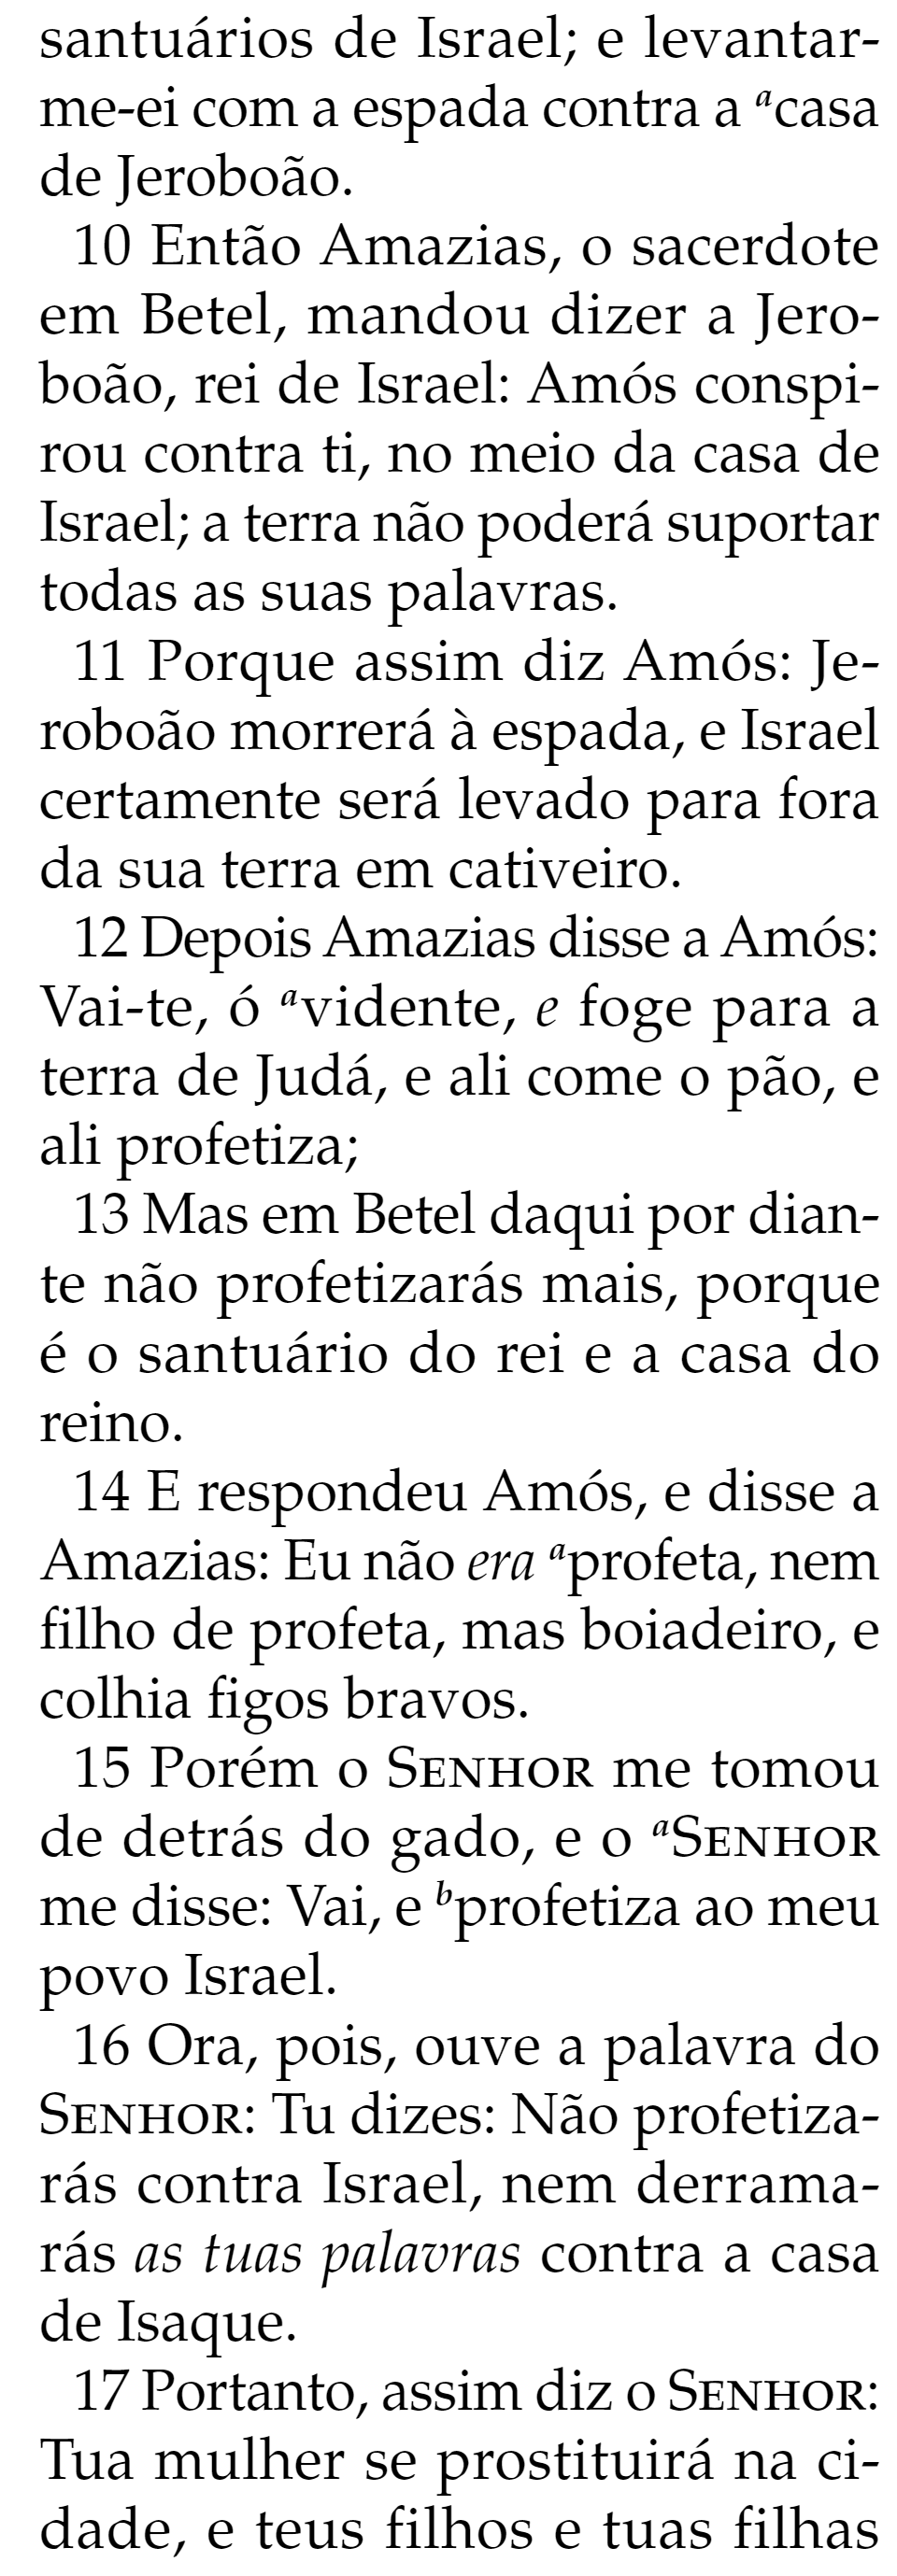 santuários de Israel; e levantar-
me-ei com a espada contra a ᵃcasa
de Jeroboão.
10 Então Amazias, o sacerdote
em Betel, mandou dizer a Jero-
boão, rei de Israel: Amós conspi-
rou contra ti, no meio da casa de
Israel; a terra não poderá suportar
todas as suas palavras.
11 Porque assim diz Amós: Je-
roboão morrerá à espada, e Israel
certamente será levado para fora
da sua terra em cativeiro.
12 Depois Amazias disse a Amós:
Vai-te, ó ᵃvidente, e foge para a
terra de Judá, e ali come o pão, e
ali profetiza;
13 Mas em Betel daqui por dian-
te não profetizarás mais, porque
é o santuário do rei e a casa do
reino.
14 E respondeu Amós, e disse a
Amazias: Eu não era ᵃprofeta, nem
filho de profeta, mas boiadeiro, e
colhia figos bravos.
15 Porém o SENHOR me tomou
de detrás do gado, e o ᵃSENHOR
me disse: Vai, e ᵇprofetiza ao meu
povo Israel.
16 Ora, pois, ouve a palavra do
SENHOR: Tu dizes: Não profetiza-
rás contra Israel, nem derrama-
rás as tuas palavras contra a casa
de Isaque.
17 Portanto, assim diz o SENHOR:
Tua mulher se prostituirá na ci-
dade, e teus filhos e tuas filhas